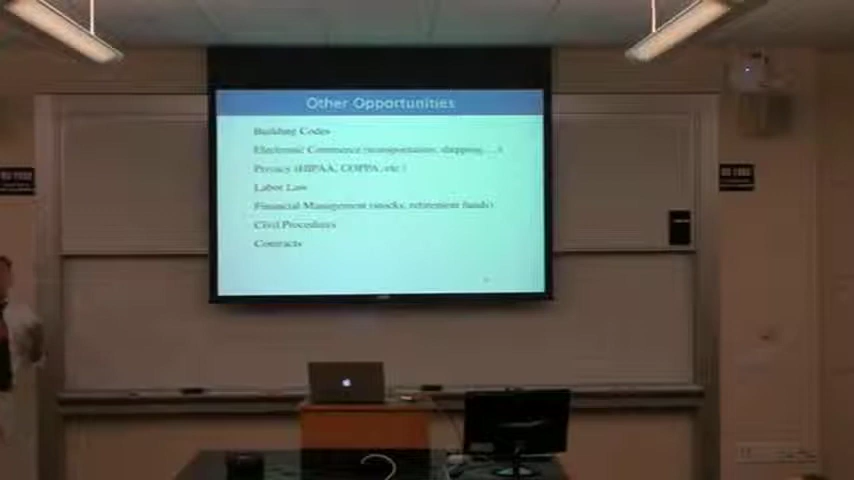 Other Opportunities
Building Codes
Electronic Commerce (transportation, shipping, ...)
Privacy (HIPAA, COPPA, etc.)
Labor Law
Financial Management (stocks, retirement funds)
Civil Procedures
Contracts